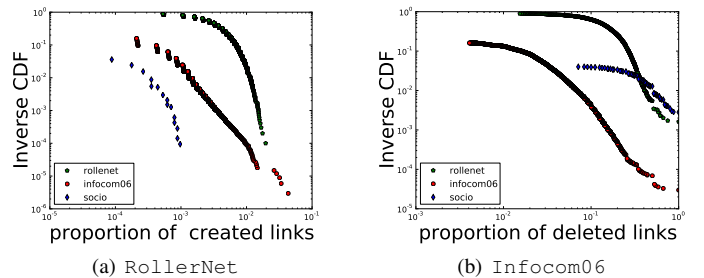 10^0
10^-1
10^-2
10^-3
10^-4
10^-5
10^-6
Inverse CDF
rollenet
infocom06
socio
10^-5 10^-4 10^-3 10^-2 10^-1
proportion of created links
(a) RollerNet
10^0
10^-1
10^-2
10^-3
10^-4
10^-5
Inverse CDF
rollenet
infocom06
socio
10^-3 10^-2 10^-1 10^0
proportion of deleted links
(b) Infocom06